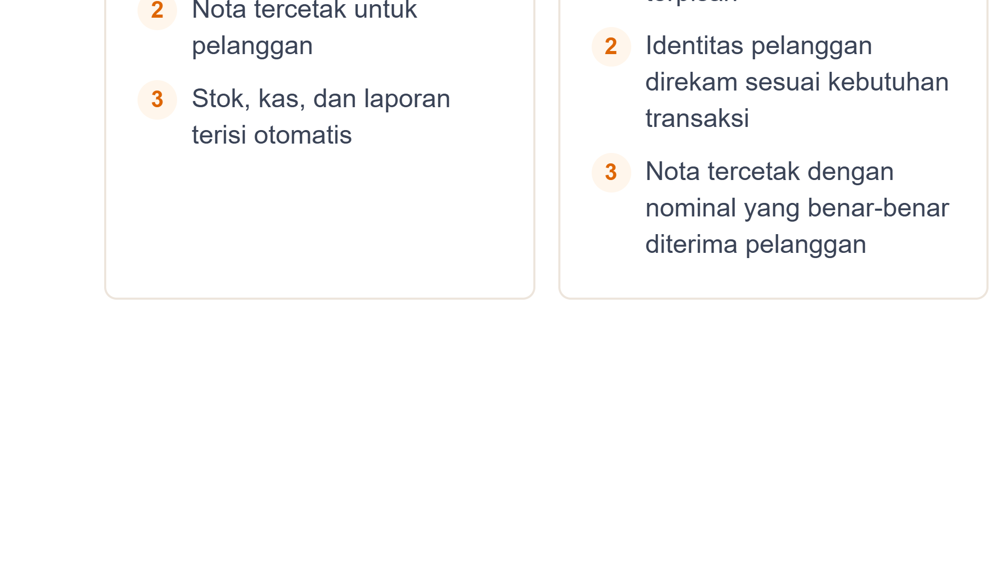 2
Nota tercetak untuk
pelanggan
3
Stok, kas, dan laporan
terisi otomatis
2
Identitas pelanggan
direkam sesuai kebutuhan
transaksi
3
Nota tercetak dengan
nominal yang benar-benar
diterima pelanggan